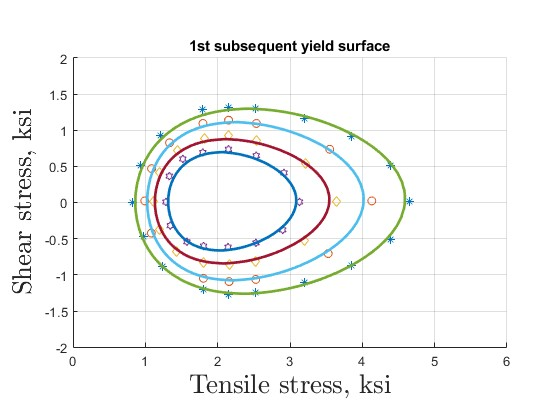 1st subsequent yield surface
2
1.5
1
0.5
0
-0.5
-1
-1.5
-2
Shear stress, ksi
0 1 2 3 4 5 6
Tensile stress, ksi